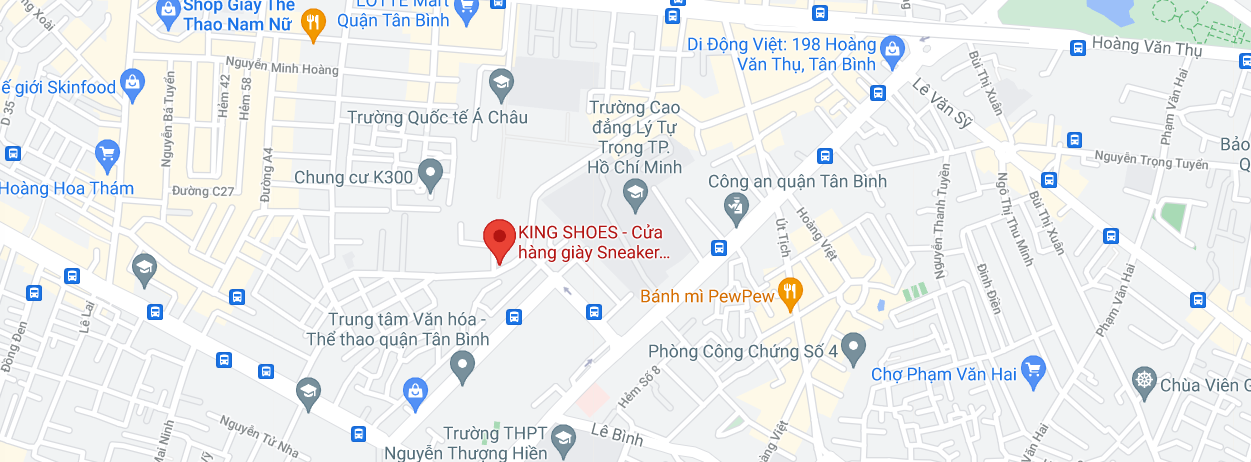 Shop Giày Thể
Thao Nam Nữ
LOTTE Mart
Quận Tân Bình
Hoàng Văn Thụ
Di Động Việt: 198 Hoàng
Văn Thụ, Tân Bình
Nguyễn Minh Hoàng
Bùi Thị Xuân
Phạm Văn Hai
D 35
Skinfood
giới
Nguyễn Bá Tuyển
Hẻm 42
Hẻm 58
Trường Quốc tế Á Châu
Trường Cao
đẳng Lý Tự
Trọng TP.
Hồ Chí Minh
Lê Văn Sỹ
Nguyễn Trọng Tuyển
Bảo
Hoàng Hoa Thám
Đường C27
Đường A4
Chung cư K300
Công an quận Tân Bình
Nguyễn Thanh Tuyền
Ngô Thị Thu Minh
Bùi Thị Xuân
KING SHOES - Cửa
hàng giày Sneaker...
Út Tịch
Hoàng Việt
Đinh Điền
Phạm Văn Hai
Bánh mì PewPew
Lê Lai
Đồng Đen
Trung tâm Văn hóa -
Thể thao quận Tân Bình
Phòng Công Chứng Số 4
Chợ Phạm Văn Hai
Chùa Viên G
Hẻm Số 8
Nguyễn Tử Nha
Mai Ninh
Trường THPT
Nguyễn Thượng Hiền
Lê Bình